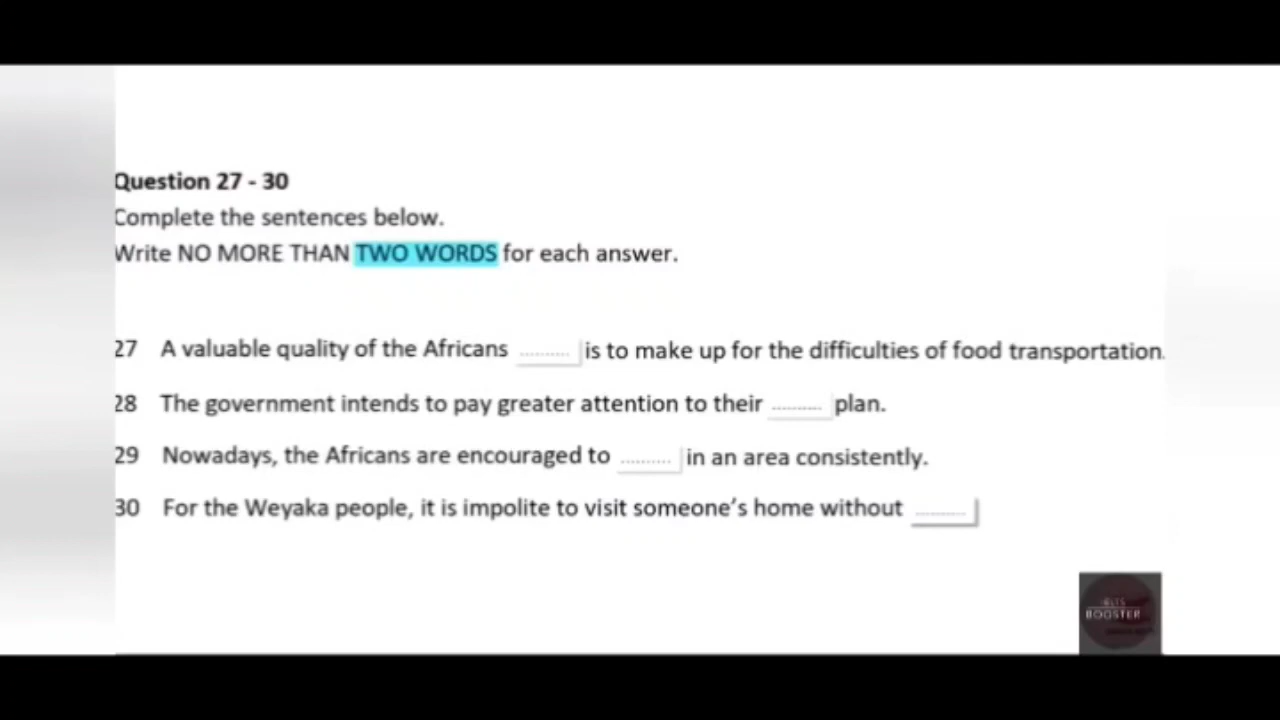 Question 27 - 30
Complete the sentences below.
Write NO MORE THAN TWO WORDS for each answer.
27 A valuable quality of the Africans .......... is to make up for the difficulties of food transportation.
28 The government intends to pay greater attention to their .......... plan.
29 Nowadays, the Africans are encouraged to .......... in an area consistently.
30 For the Weyaka people, it is impolite to visit someone's home without ..........
IELTS
BOOSTER